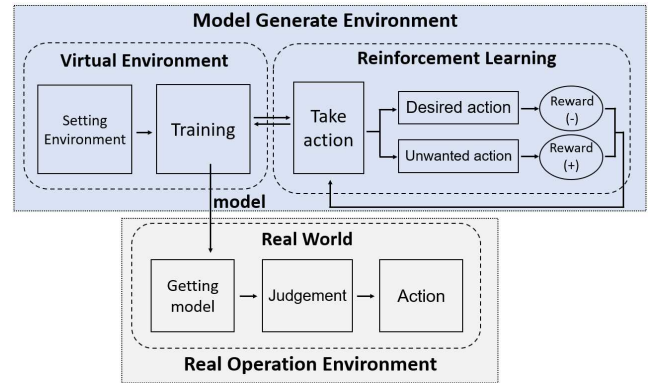 Model Generate Environment
Virtual Environment
Reinforcement Learning
Setting
Environment
Training
Take
action
Desired action
Reward
(-)
Unwanted action
Reward
(+)
model
Real World
Getting
model
Judgement
Action
Real Operation Environment